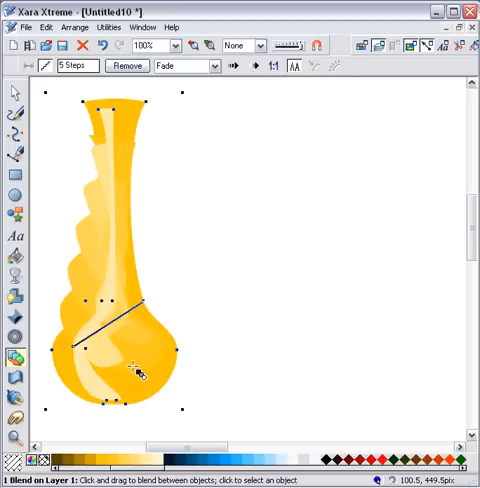 Xara Xtreme - [Untitled10 *]
File Edit Arrange Utilities Window Help
100% None
5 Steps Remove Fade 1:1 AA
Aa
1 Blend on Layer 1: Click and drag to blend between objects; click to select an object 100.5, 449.5pix